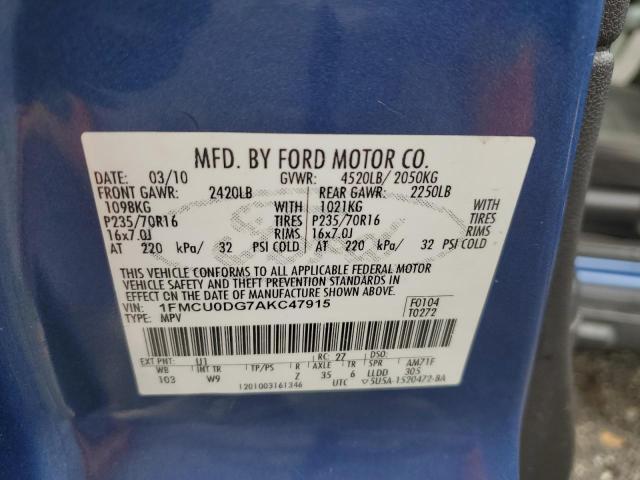 MFD. BY FORD MOTOR CO.
DATE: 03/10 GVWR: 4520LB/ 2050KG
FRONT GAWR: 2420LB REAR GAWR: 2250LB
1098KG WITH 1021KG WITH
P235/70R16 TIRES P235/70R16 TIRES
16x7.0J RIMS 16x7.0J RIMS
AT 220 kPa/ 32 PSI COLD AT 220 kPa/ 32 PSI COLD
THIS VEHICLE CONFORMS TO ALL APPLICABLE FEDERAL MOTOR
VEHICLE SAFETY AND THEFT PREVENTION STANDARDS IN
EFFECT ON THE DATE OF MANUFACTURE SHOWN ABOVE.
VIN: 1FMCU0DG7AKC47915 F0104
TYPE: MPV T0272
EXT PNT: U1 RC: 27 DSO:
WB INT TR TP/PS R AXLE TR SPR AM71F
103 W9 Z 35 6 LLDD 305
1201003161346 UTC 5U5A-1520472-BA
Ford